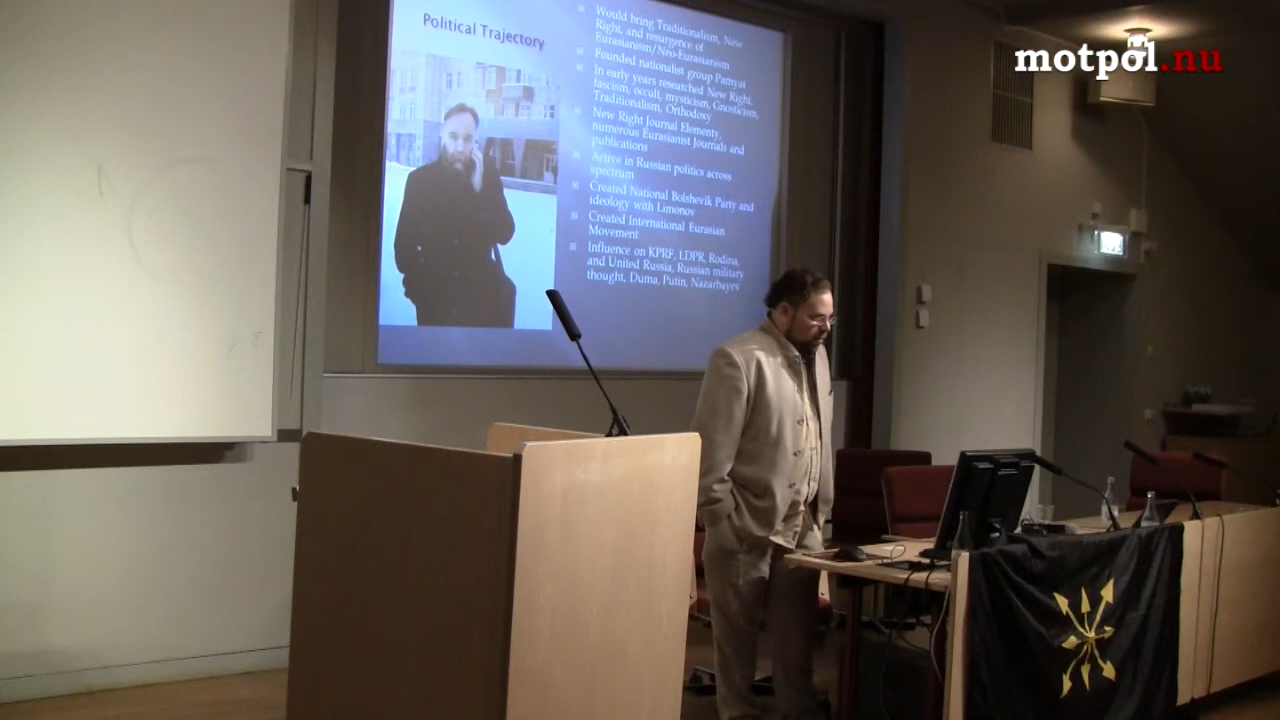 Political Trajectory
Would bring Traditionalism, New
Right, and resurgence of
Eurasianism/Neo-Eurasianism
Founded nationalist group Pamyat
In early years researched New Right,
fascism, occult, mysticism, Gnosticism,
Traditionalism, Orthodoxy
New Right Journal Elementy,
numerous Eurasianist Journals and
publications
Active in Russian politics across
spectrum
Created National Bolshevik Party and
ideology with Limonov
Created International Eurasian
Movement
Influence on KPRF, LDPR, Rodina,
and United Russia, Russian military
thought, Duma, Putin, Nazarbayev
motpol.nu